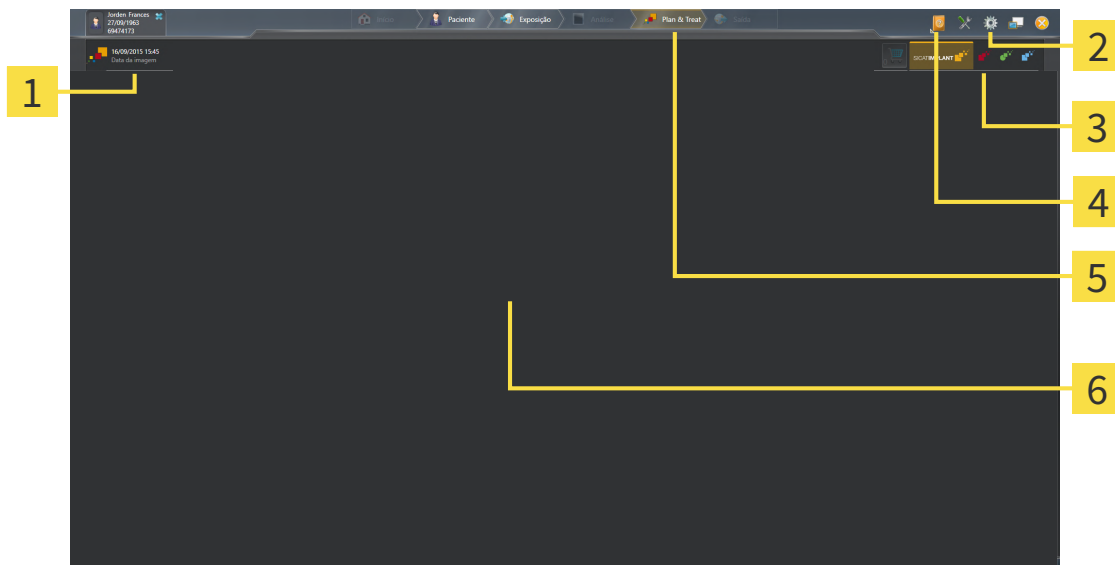 Jorden Frances
27/09/1963
69474173
Início
Paciente
Exposição
Análise
Plan & Treat
Saída
16/09/2015 15:45
Data da imagem
SICAT IMPLANT
1
2
3
4
5
6